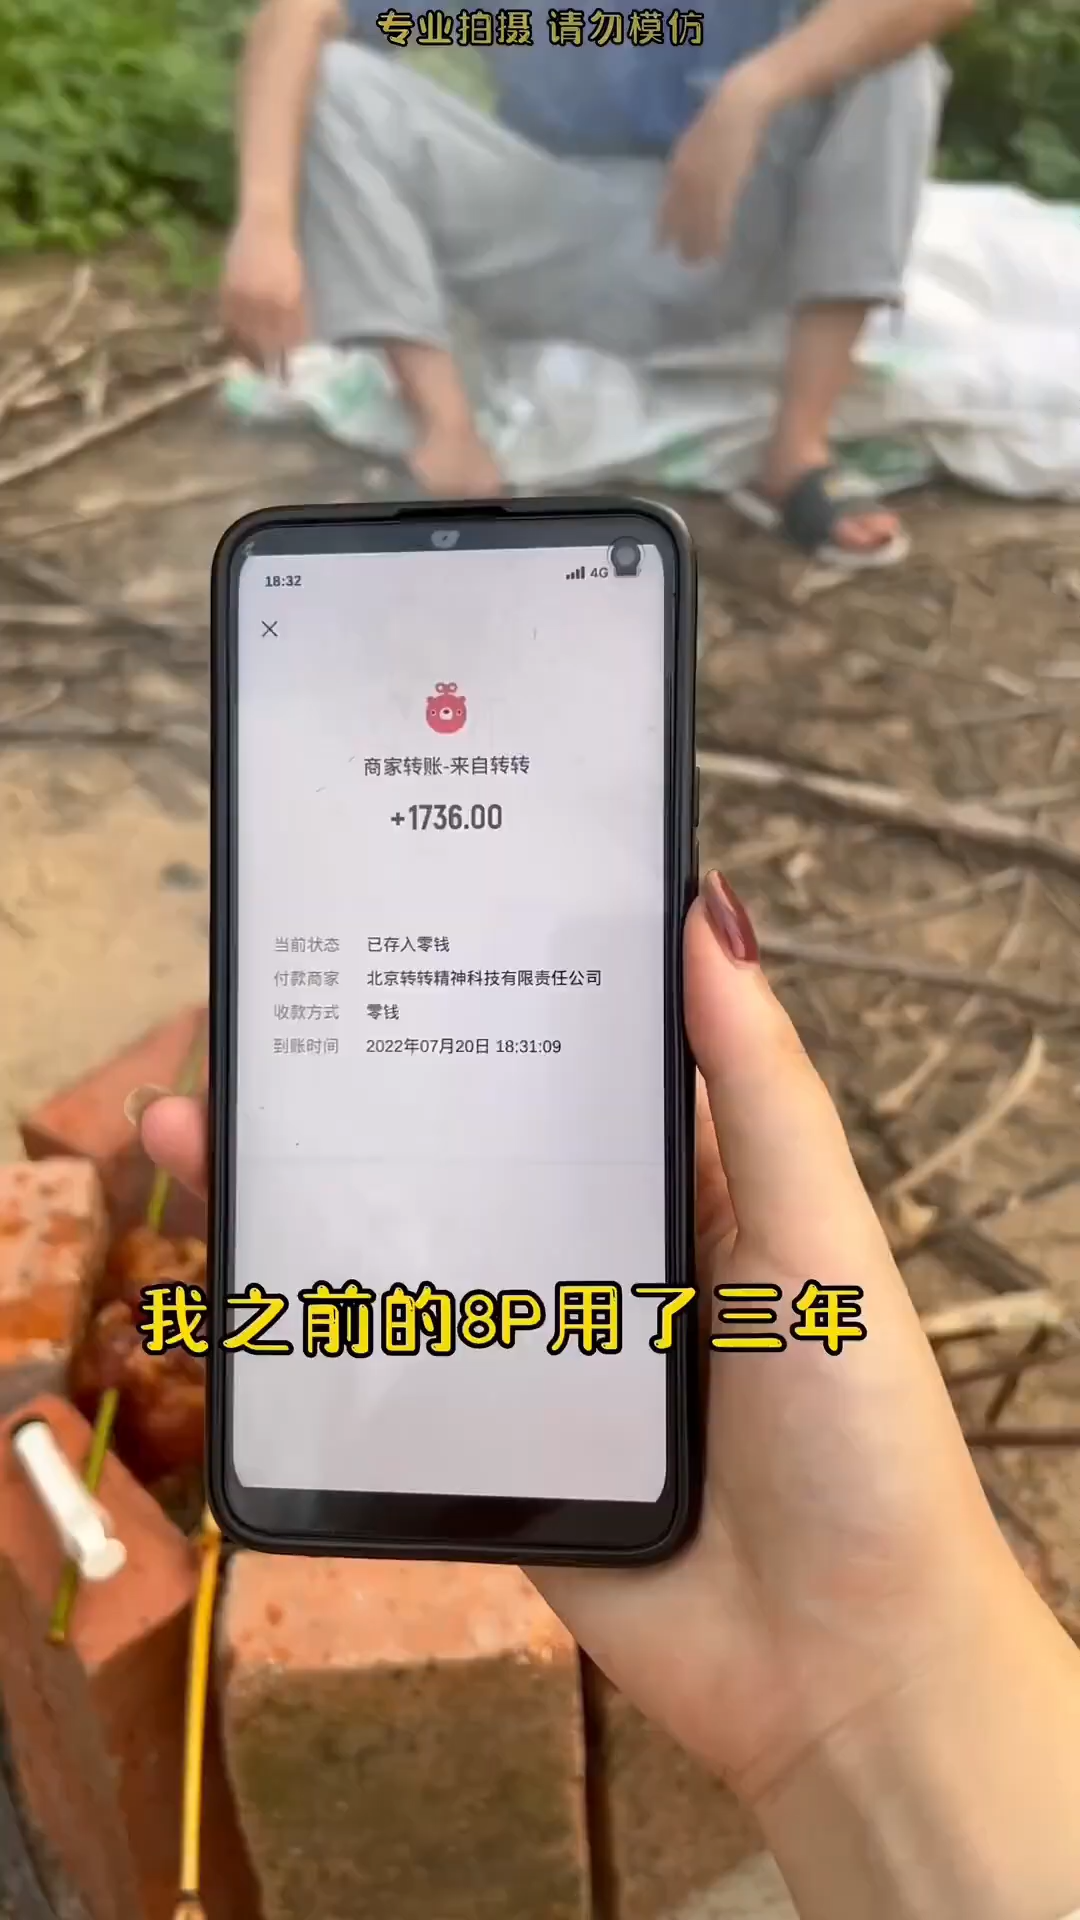 专业拍摄 请勿模仿
18:32
4G
商家转账-来自转转
+1736.00
当前状态 已存入零钱
付款商家 北京转转精神科技有限责任公司
收款方式 零钱
到账时间 2022年07月20日 18:31:09
我之前的8P用了三年